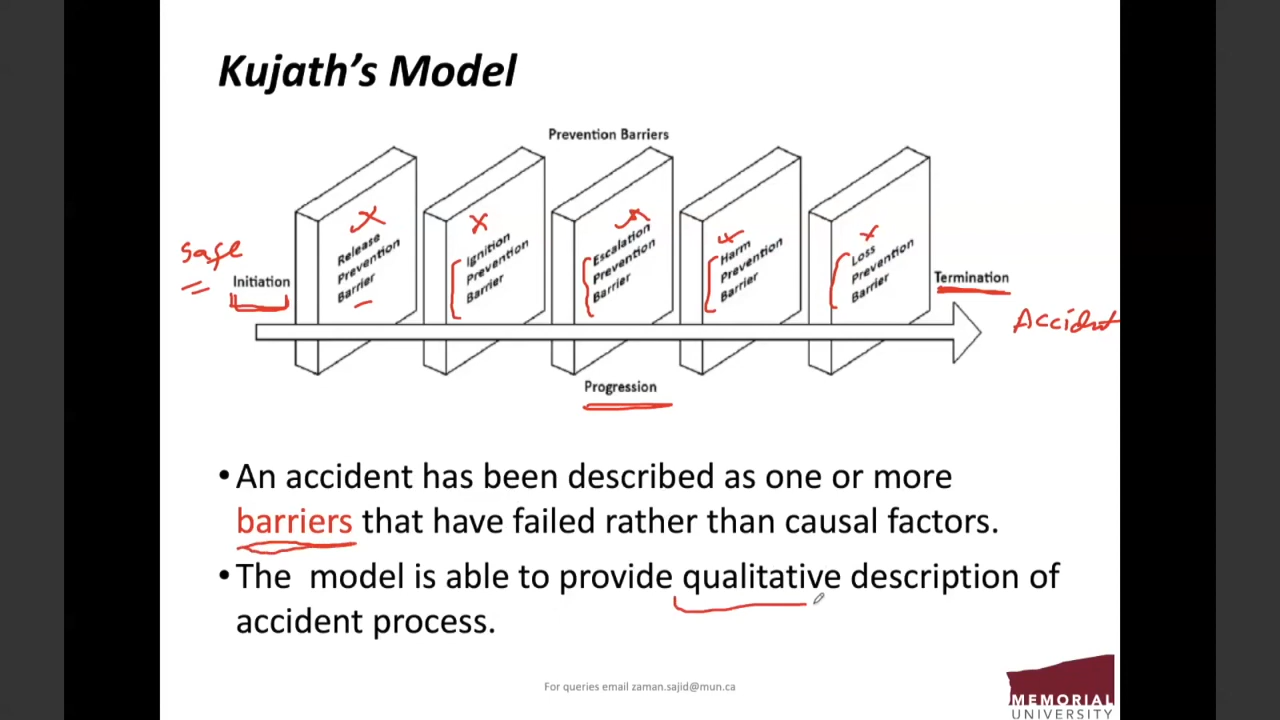 Kujath's Model
Prevention Barriers
Release
Prevention
Barrier
Ignition
Prevention
Barrier
Escalation
Prevention
Barrier
Harm
Prevention
Barrier
Loss
Prevention
Barrier
safe
Initiation
Termination
Accident
Progression
•An accident has been described as one or more
barriers that have failed rather than causal factors.
•The model is able to provide qualitative description of
accident process.
For queries email zaman.sajid@mun.ca
MEMORIAL
UNIVERSITY